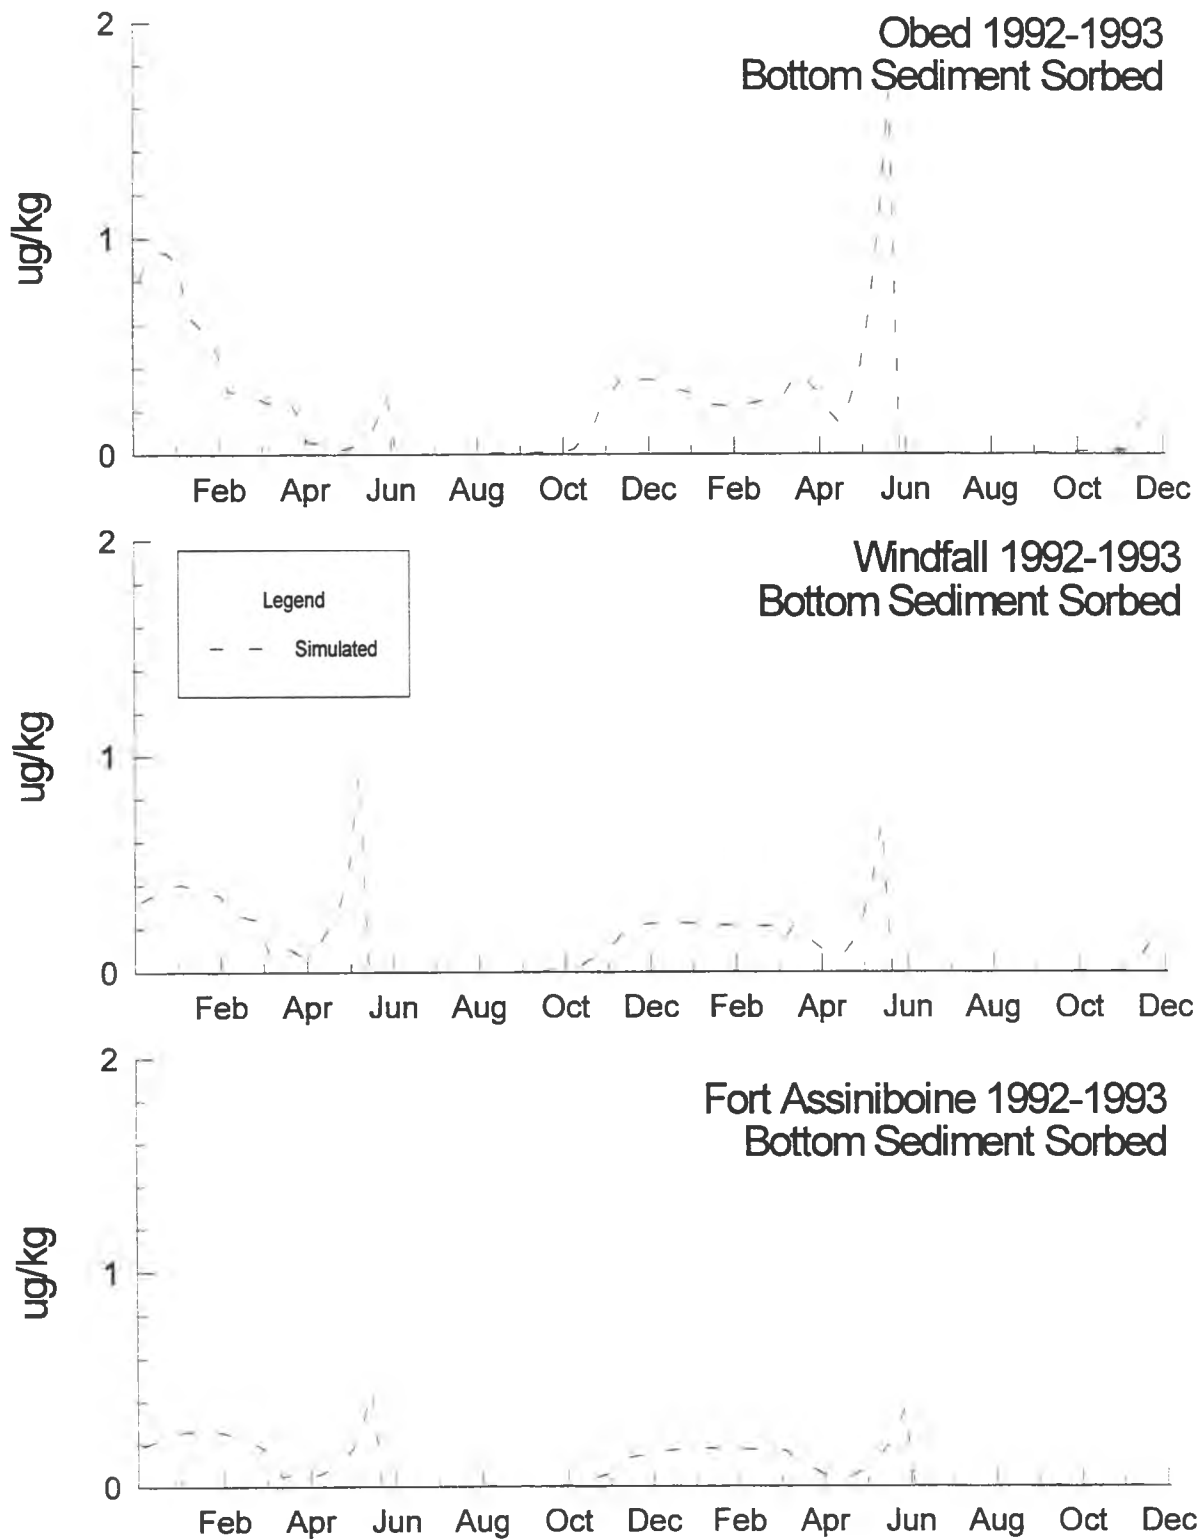 Obed 1992-1993
Bottom Sediment Sorbed
2
1
0
ug/kg
Feb Apr Jun Aug Oct Dec Feb Apr Jun Aug Oct Dec
Windfall 1992-1993
Bottom Sediment Sorbed
Legend
Simulated
2
1
0
ug/kg
Feb Apr Jun Aug Oct Dec Feb Apr Jun Aug Oct Dec
Fort Assiniboine 1992-1993
Bottom Sediment Sorbed
2
1
0
ug/kg
Feb Apr Jun Aug Oct Dec Feb Apr Jun Aug Oct Dec